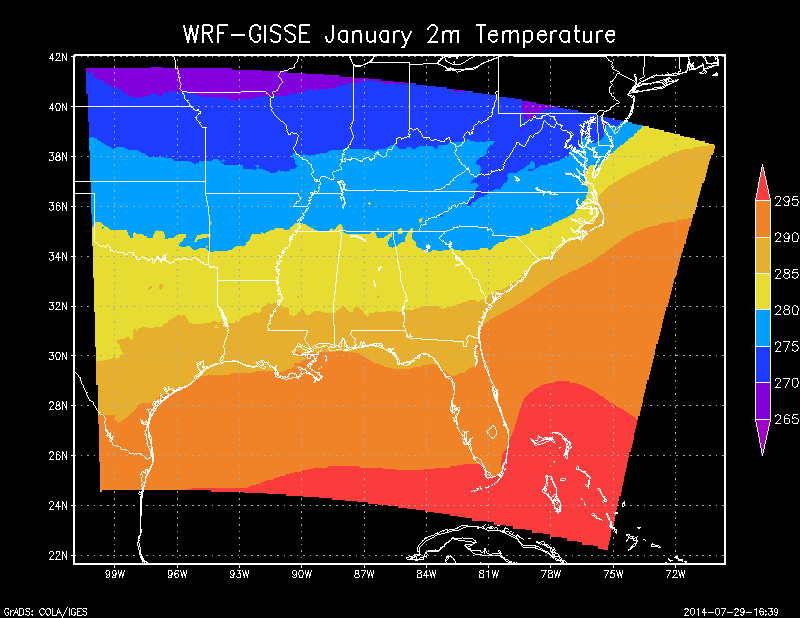 WRF-GISSE January 2m Temperature
42N
40N
38N
36N
34N
32N
30N
28N
26N
24N
22N
99W 96W 93W 90W 87W 84W 81W 78W 75W 72W
295
290
285
280
275
270
265
GrADS: COLA/IGES 2014-07-29-16:39